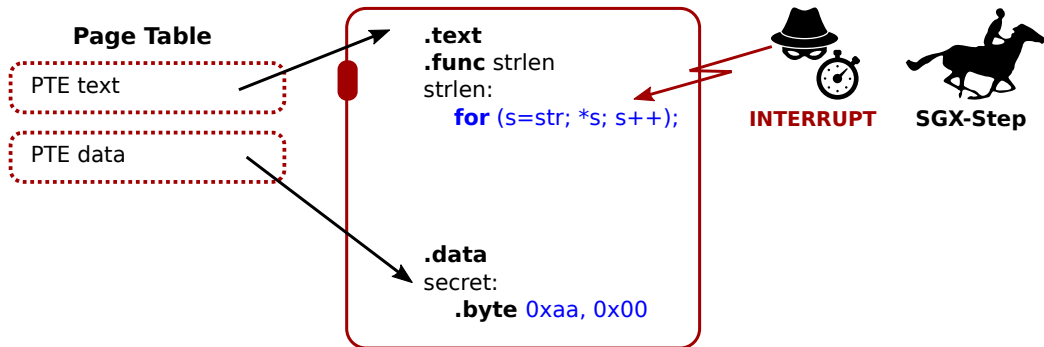 Page Table
PTE text
PTE data
.text
.func strlen
strlen:
for (s=str; *s; s++);
.data
secret:
.byte 0xaa, 0x00
INTERRUPT
SGX-Step